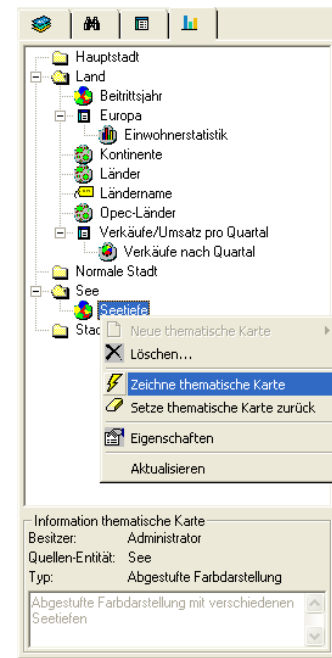 Hauptstadt
Land
Beitrittsjahr
Europa
Einwohnerstatistik
Kontinente
Länder
Ländername
Opec-Länder
Verkäufe/Umsatz pro Quartal
Verkäufe nach Quartal
Normale Stadt
See
Seetiefe
Stad
Neue thematische Karte
Löschen...
Zeichne thematische Karte
Setze thematische Karte zurück
Eigenschaften
Aktualisieren
Information thematische Karte
Besitzer: Administrator
Quellen-Entität: See
Typ: Abgestufte Farbdarstellung
Abgestufte Farbdarstellung mit verschiedenen
Seetiefen